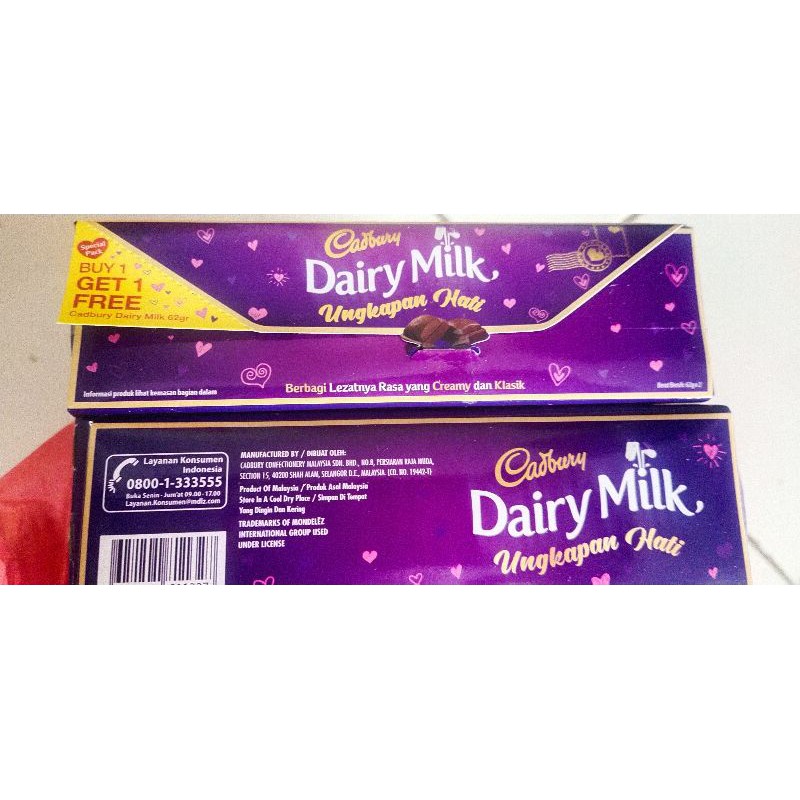 Special
Pack
BUY 1
GET 1
FREE
Cadbury Dairy Milk 62gr
Cadbury
Dairy Milk
Ungkapan Hati
Informasi produk lihat kemasan bagian dalam
Berbagi Lezatnya Rasa yang Creamy dan Klasik
Berat Bersih: 62g x 2
Layanan Konsumen
Indonesia
0800-1-333555
Buka Senin - Jum'at 09.00 - 17.00
Layanan.Konsumen@mdlz.com
MANUFACTURED BY / DIBUAT OLEH:
CADBURY CONFECTIONERY MALAYSIA SDN. BHD., NO.8, PERSIARAN RAJA MUDA,
SECTION 15, 40200 SHAH ALAM, SELANGOR D.E., MALAYSIA. (CO. NO. 19442-T)
Product Of Malaysia / Produk Asal Malaysia
Store In A Cool Dry Place / Simpan Di Tempat
Yang Dingin Dan Kering
TRADEMARKS OF MONDELĒZ
INTERNATIONAL GROUP USED
UNDER LICENSE
Cadbury
Dairy Milk
Ungkapan Hati